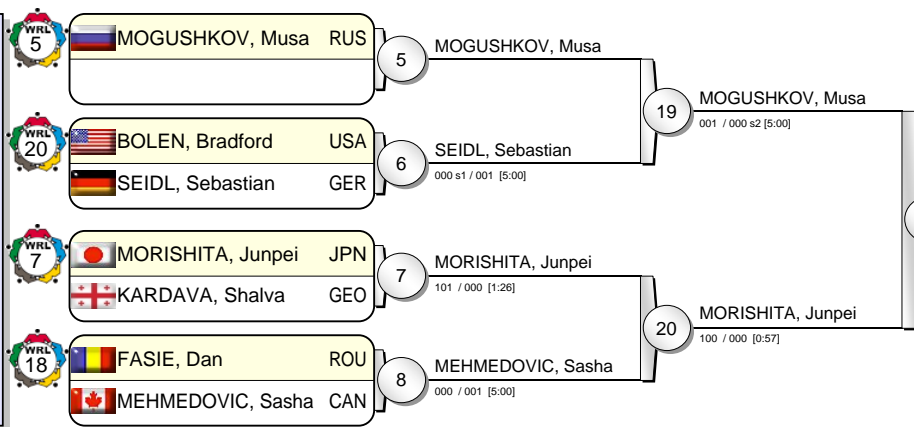 WRL
5
MOGUSHKOV, Musa RUS
5
MOGUSHKOV, Musa
WRL
20
BOLEN, Bradford USA
SEIDL, Sebastian GER
6
SEIDL, Sebastian
000 s1 / 001 [5:00]
19
MOGUSHKOV, Musa
001 / 000 s2 [5:00]
WRL
7
MORISHITA, Junpei JPN
KARDAVA, Shalva GEO
7
MORISHITA, Junpei
101 / 000 [1:26]
WRL
18
FASIE, Dan ROU
MEHMEDOVIC, Sasha CAN
8
MEHMEDOVIC, Sasha
000 / 001 [5:00]
20
MORISHITA, Junpei
100 / 000 [0:57]